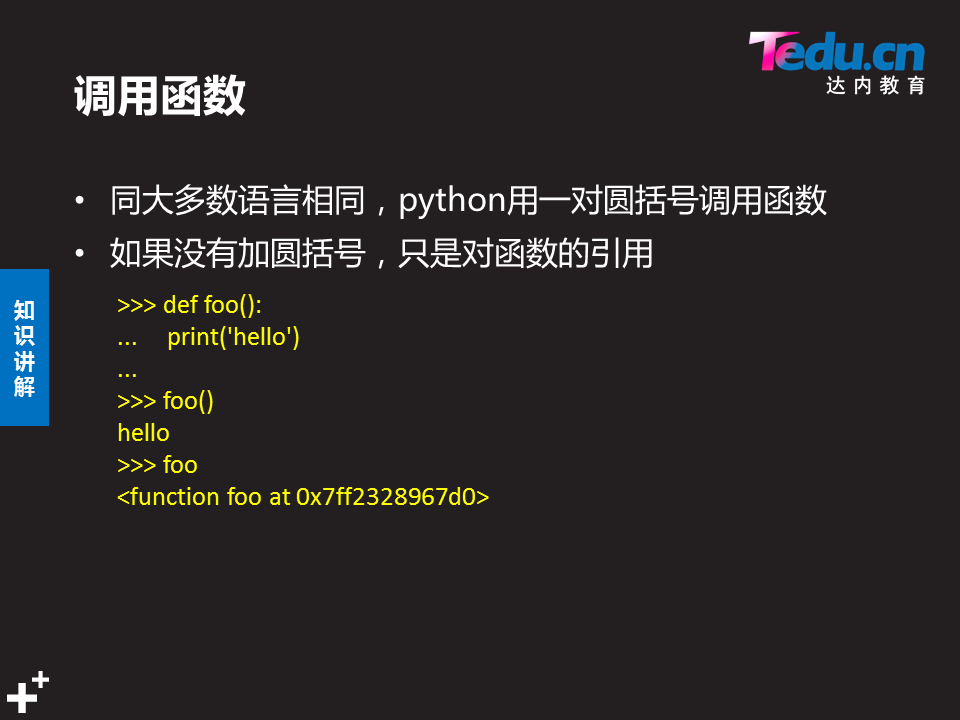 Tedu.cn
达内教育
调用函数
• 同大多数语言相同，python用一对圆括号调用函数
• 如果没有加圆括号，只是对函数的引用
知识讲解
>>> def foo():
...    print('hello')
...
>>> foo()
hello
>>> foo
<function foo at 0x7ff2328967d0>